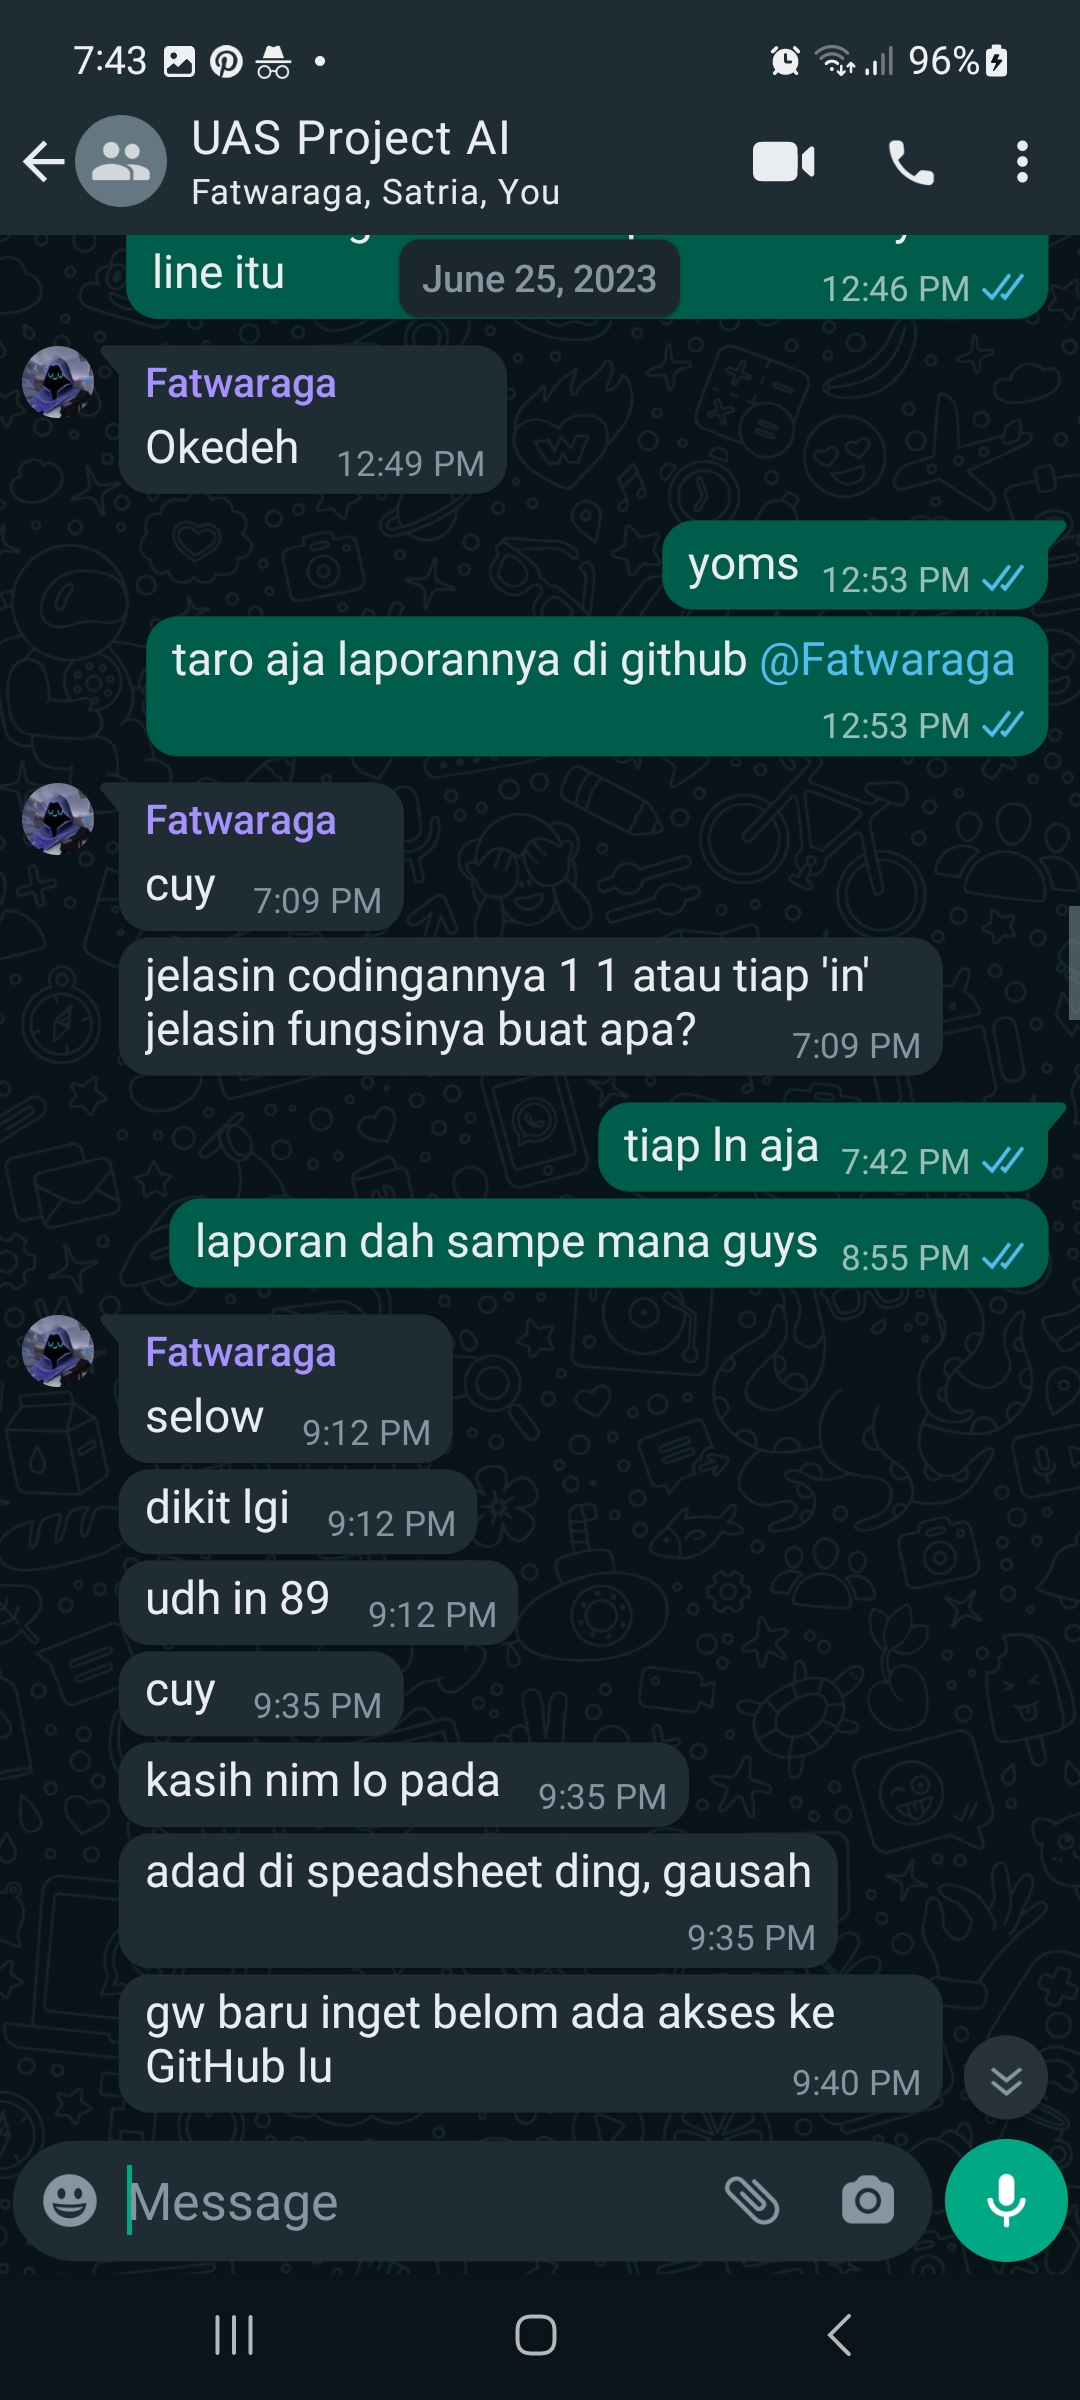 7:43
96%
UAS Project AI
Fatwaraga, Satria, You
line itu
12:46 PM
June 25, 2023
Fatwaraga
Okedeh 12:49 PM
yoms 12:53 PM
taro aja laporannya di github @Fatwaraga
12:53 PM
Fatwaraga
cuy 7:09 PM
jelasin codingannya 1 1 atau tiap 'in'
jelasin fungsinya buat apa? 7:09 PM
tiap In aja 7:42 PM
laporan dah sampe mana guys 8:55 PM
Fatwaraga
selow 9:12 PM
dikit lgi 9:12 PM
udh in 89 9:12 PM
cuy 9:35 PM
kasih nim lo pada 9:35 PM
adad di speadsheet ding, gausah
9:35 PM
gw baru inget belom ada akses ke
GitHub lu 9:40 PM
Message